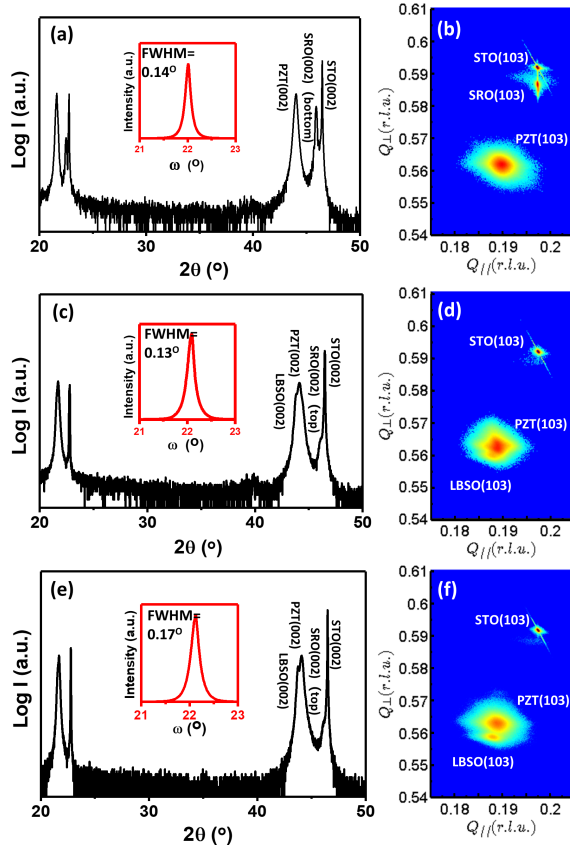 (a)
Log I (a.u.)
FWHM=
0.14O
Intensity (a.u.)
21 22 23
ω (O)
PZT(002)
SRO(002)
(bottom)
STO(002)
20 30 40 50
2θ (o)
(b)
0.61
0.6
0.59
0.58
0.57
0.56
0.55
0.54
Q⊥(r.l.u.)
STO(103)
SRO(103)
PZT(103)
0.18 0.19 0.2
Q//(r.l.u.)
(c)
Log I (a.u.)
FWHM=
0.13O
Intensity (a.u.)
21 22 23
ω (O)
LBSO(002)
PZT(002)
SRO(002) (top)
STO(002)
20 30 40 50
2θ (o)
(d)
0.61
0.6
0.59
0.58
0.57
0.56
0.55
0.54
Q⊥(r.l.u.)
STO(103)
PZT(103)
LBSO(103)
0.18 0.19 0.2
Q//(r.l.u.)
(e)
Log I (a.u.)
FWHM=
0.17O
Intensity (a.u.)
21 22 23
ω (O)
LBSO(002)
PZT(002)
SRO(002) (top)
STO(002)
20 30 40 50
2θ (o)
(f)
0.61
0.6
0.59
0.58
0.57
0.56
0.55
0.54
Q⊥(r.l.u.)
STO(103)
PZT(103)
LBSO(103)
0.18 0.19 0.2
Q//(r.l.u.)